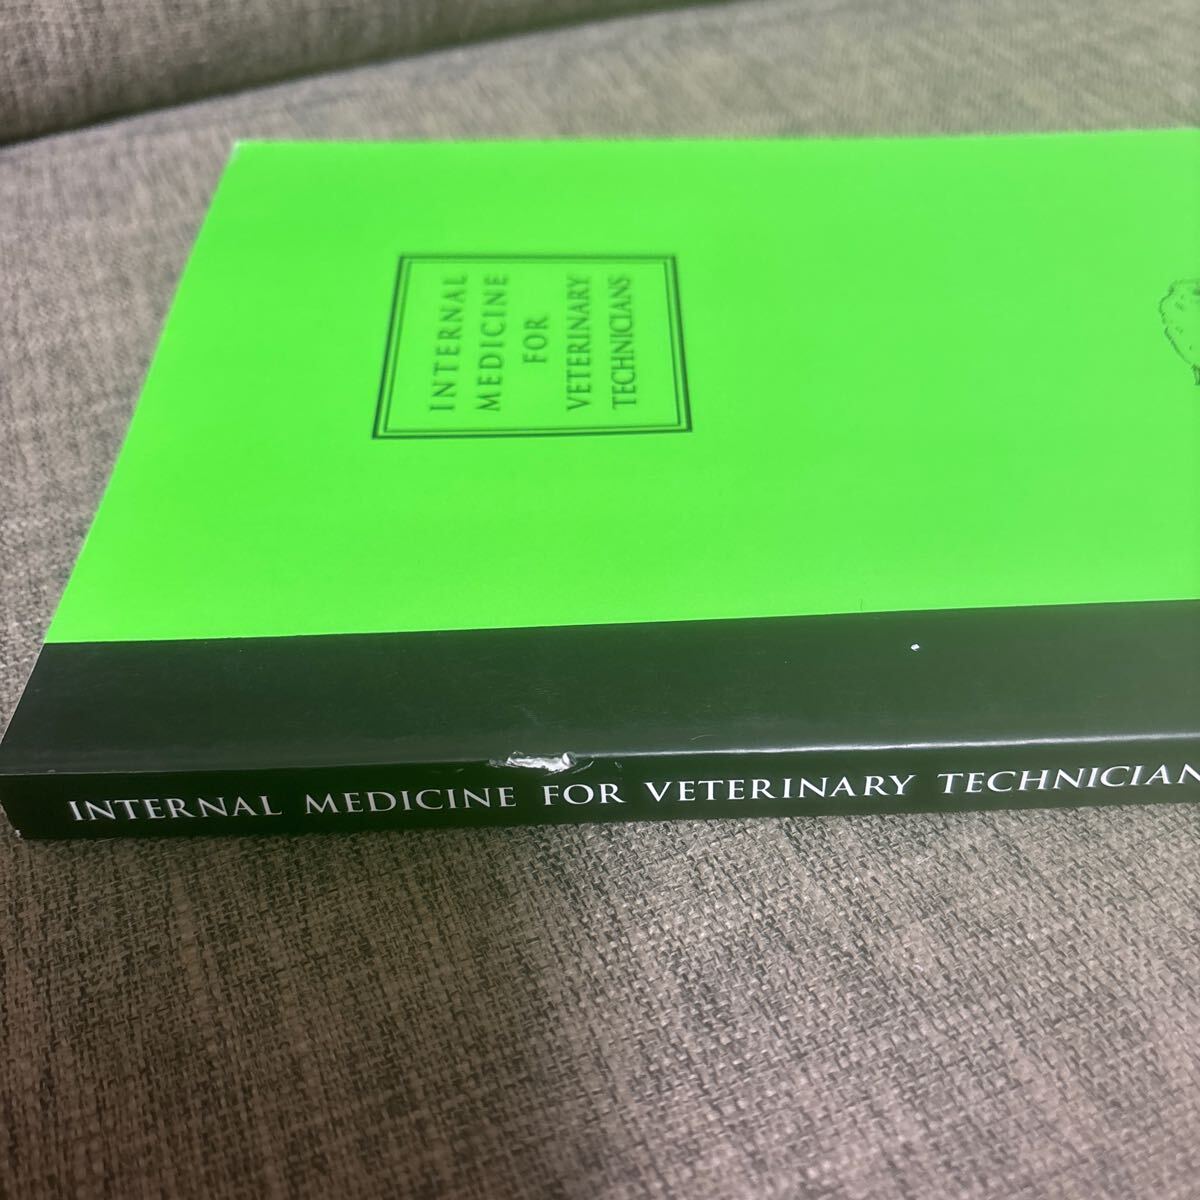 INTERNAL
MEDICINE
FOR
VETERINARY
TECHNICIANS
INTERNAL MEDICINE FOR VETERINARY TECHNICIAN